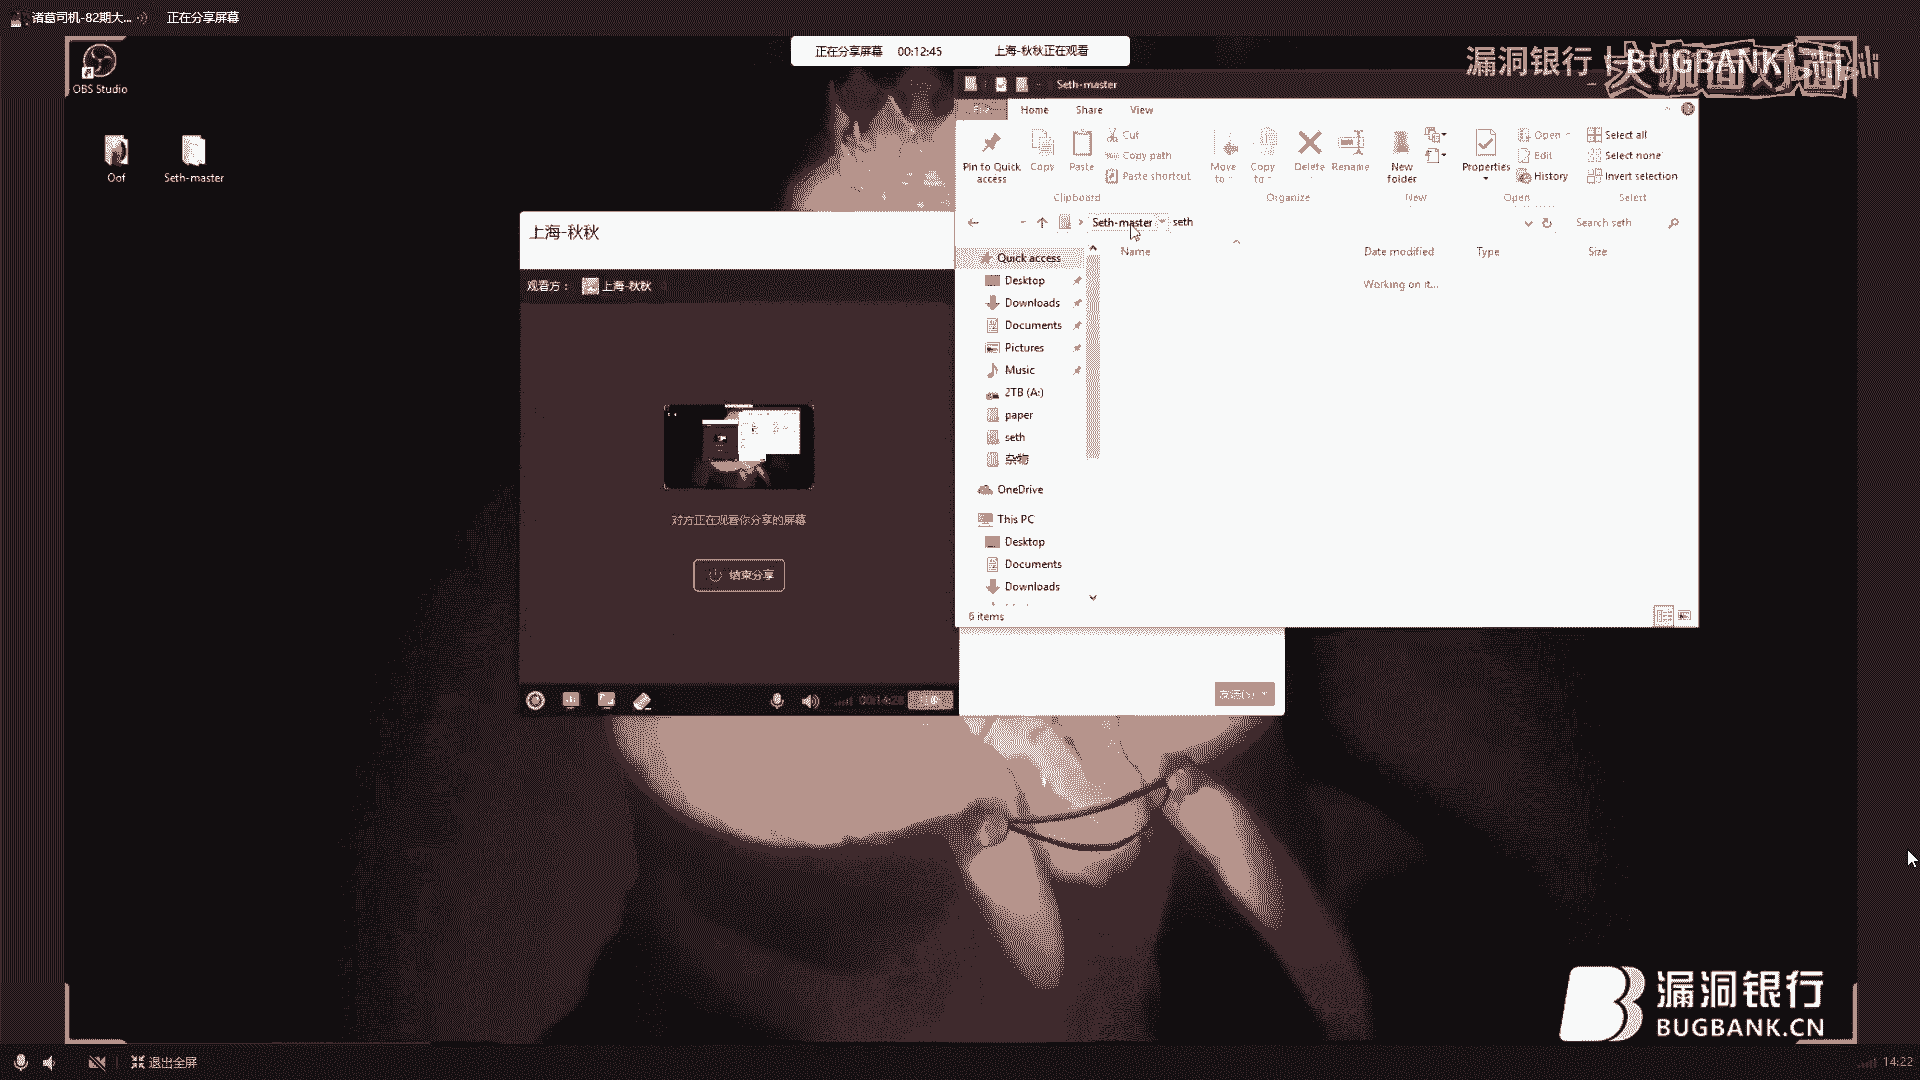 诸葛司机-82期大...
正在分享屏幕
正在分享屏幕 00:12:45 上海-秋秋正在观看
漏洞银行 | BUGBANK
OBS Studio
Oof
Seth-master
Seth-master
File Home Share View
Pin to Quick access
Copy
Paste
Cut
Copy path
Paste shortcut
Move to
Copy to
Delete
Rename
New folder
Properties
Open
Edit
History
Select all
Select none
Invert selection
Clipboard Organize New Open Select
Seth-master seth
Search seth
Name Date modified Type Size
Working on it...
Quick access
Desktop
Downloads
Documents
Pictures
Music
2TB (A:)
paper
seth
杂物
OneDrive
This PC
Desktop
Documents
Downloads
6 items
上海-秋秋
观看方： 上海-秋秋
对方正在观看你分享的屏幕
结束分享
发送(S)
漏洞银行
BUGBANK.CN
退出全屏
14:22